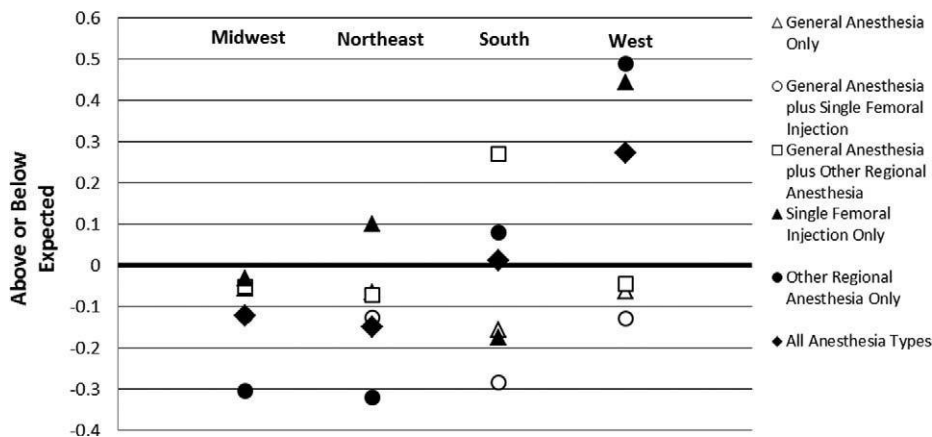 0.6
0.5
0.4
0.3
0.2
0.1
0
-0.1
-0.2
-0.3
-0.4
Above or Below
Expected
Midwest
Northeast
South
West
General Anesthesia
Only
General Anesthesia
plus Single Femoral
Injection
General Anesthesia
plus Other Regional
Anesthesia
Single Femoral
Injection Only
Other Regional
Anesthesia Only
All Anesthesia Types